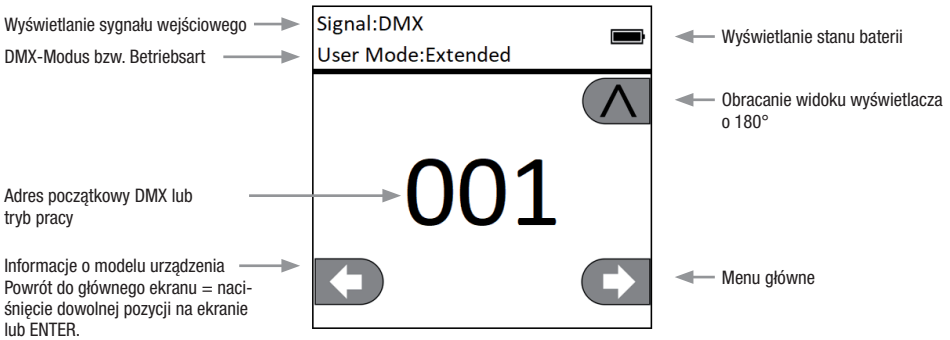 Wyświetlanie sygnału wejściowego
DMX-Modus bzw. Betriebsart
Signal:DMX
User Mode:Extended
Wyświetlanie stanu baterii
Obracanie widoku wyświetlacza
o 180°
001
Adres początkowy DMX lub
tryb pracy
Informacje o modelu urządzenia
Powrót do głównego ekranu = naci-
śnięcie dowolnej pozycji na ekranie
lub ENTER.
Menu główne